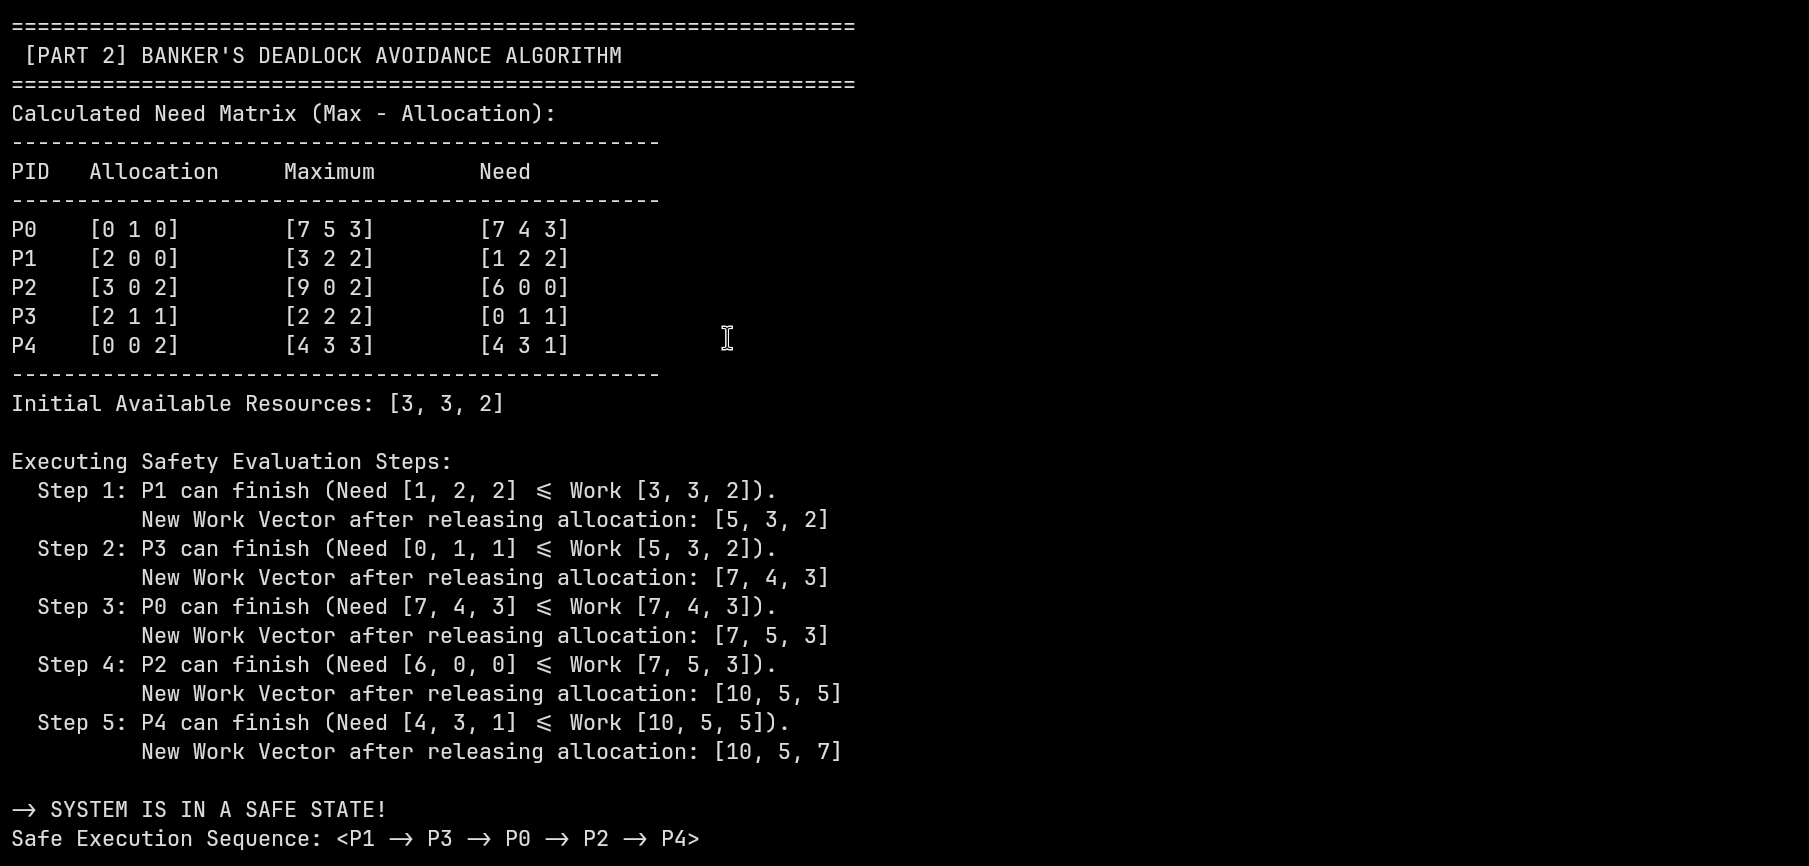 =================================================================
[PART 2] BANKER'S DEADLOCK AVOIDANCE ALGORITHM
=================================================================
Calculated Need Matrix (Max - Allocation):
--------------------------------------------------
PID   Allocation     Maximum        Need
--------------------------------------------------
P0    [0 1 0]        [7 5 3]        [7 4 3]
P1    [2 0 0]        [3 2 2]        [1 2 2]
P2    [3 0 2]        [9 0 2]        [6 0 0]
P3    [2 1 1]        [2 2 2]        [0 1 1]
P4    [0 0 2]        [4 3 3]        [4 3 1]
--------------------------------------------------
Initial Available Resources: [3, 3, 2]

Executing Safety Evaluation Steps:
  Step 1: P1 can finish (Need [1, 2, 2] <= Work [3, 3, 2]).
          New Work Vector after releasing allocation: [5, 3, 2]
  Step 2: P3 can finish (Need [0, 1, 1] <= Work [5, 3, 2]).
          New Work Vector after releasing allocation: [7, 4, 3]
  Step 3: P0 can finish (Need [7, 4, 3] <= Work [7, 4, 3]).
          New Work Vector after releasing allocation: [7, 5, 3]
  Step 4: P2 can finish (Need [6, 0, 0] <= Work [7, 5, 3]).
          New Work Vector after releasing allocation: [10, 5, 5]
  Step 5: P4 can finish (Need [4, 3, 1] <= Work [10, 5, 5]).
          New Work Vector after releasing allocation: [10, 5, 7]

-> SYSTEM IS IN A SAFE STATE!
Safe Execution Sequence: <P1 -> P3 -> P0 -> P2 -> P4>